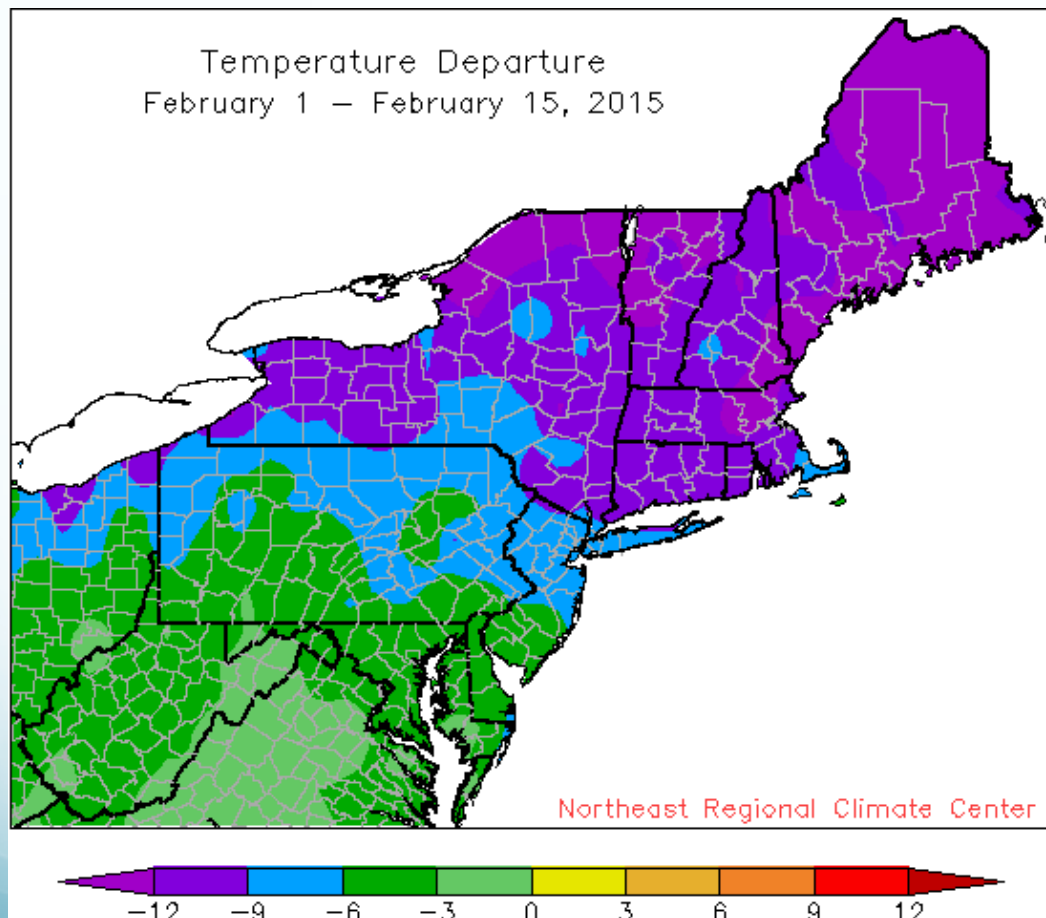 Temperature Departure
February 1 – February 15, 2015
Northeast Regional Climate Center
-12 -9 -6 -3 0 3 6 9 12